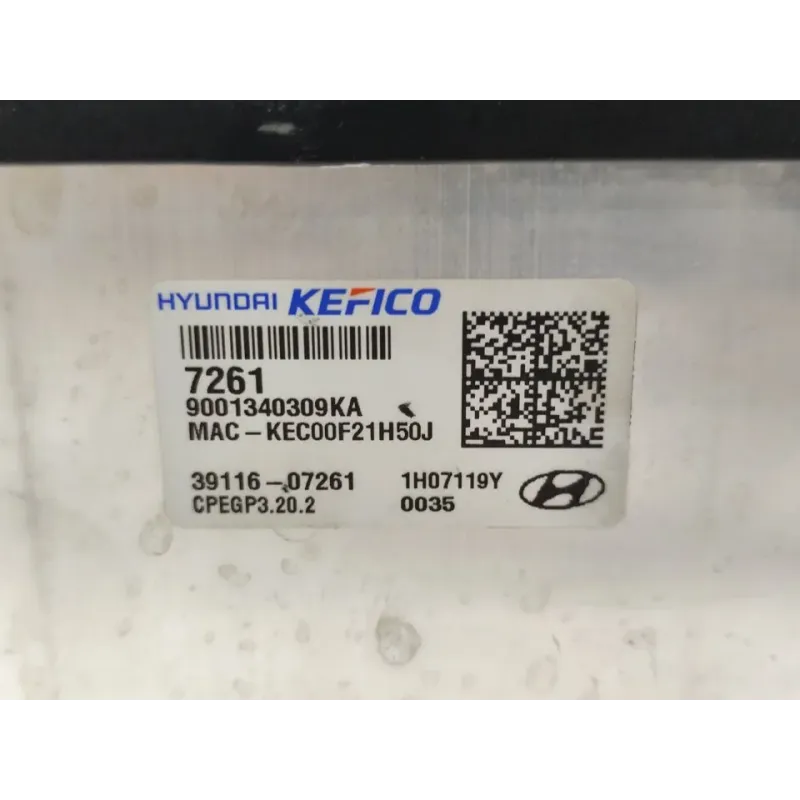 HYUNDAI KEFICO
7261
9001340309KA
MAC-KEC00F21H50J
39116-07261 1H07119Y
CPEGP3.20.2 0035